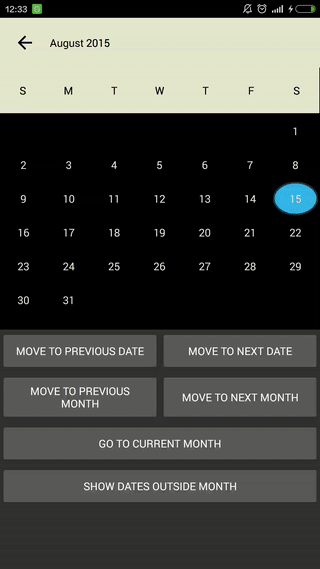 12:33
August 2015
S M T W T F S
1
2 3 4 5 6 7 8
9 10 11 12 13 14 15
16 17 18 19 20 21 22
23 24 25 26 27 28 29
30 31
MOVE TO PREVIOUS DATE MOVE TO NEXT DATE
MOVE TO PREVIOUS
MONTH
MOVE TO NEXT MONTH
GO TO CURRENT MONTH
SHOW DATES OUTSIDE MONTH